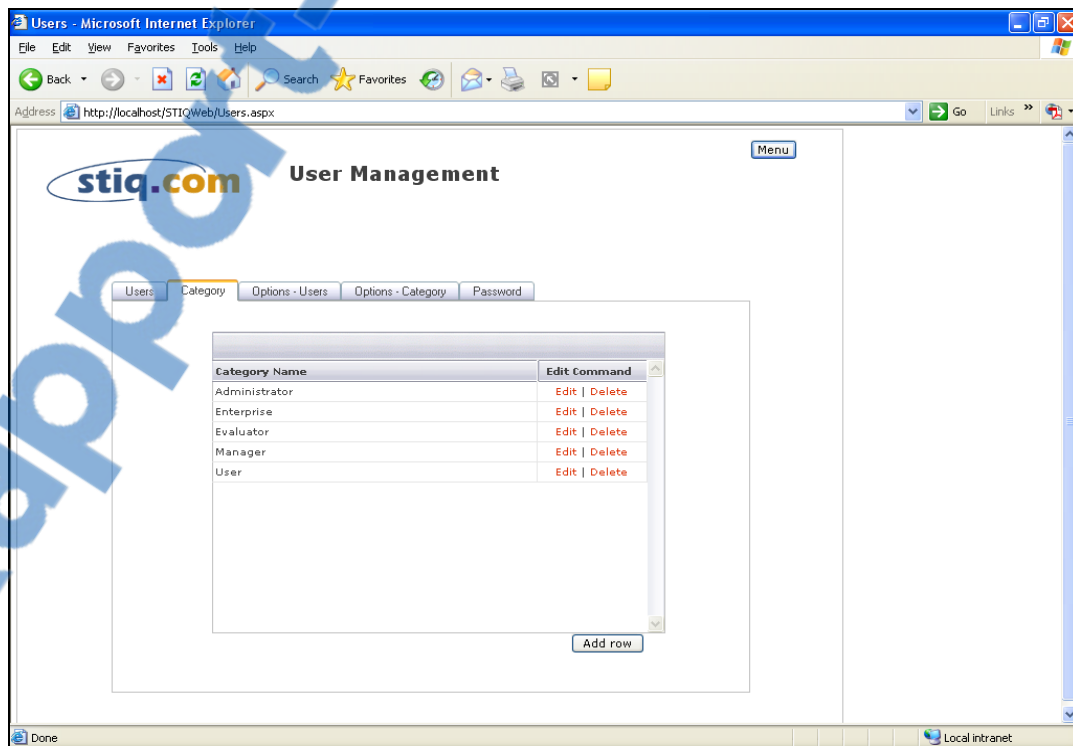 Users - Microsoft Internet Explorer
File Edit View Favorites Tools Help
Back Search Favorites
Address http://localhost/STIQWeb/Users.aspx Go Links »
Menu
stiq.com User Management
Users Category Options - Users Options - Category Password
Category Name Edit Command
Administrator Edit | Delete
Enterprise Edit | Delete
Evaluator Edit | Delete
Manager Edit | Delete
User Edit | Delete
Add row
Done Local intranet